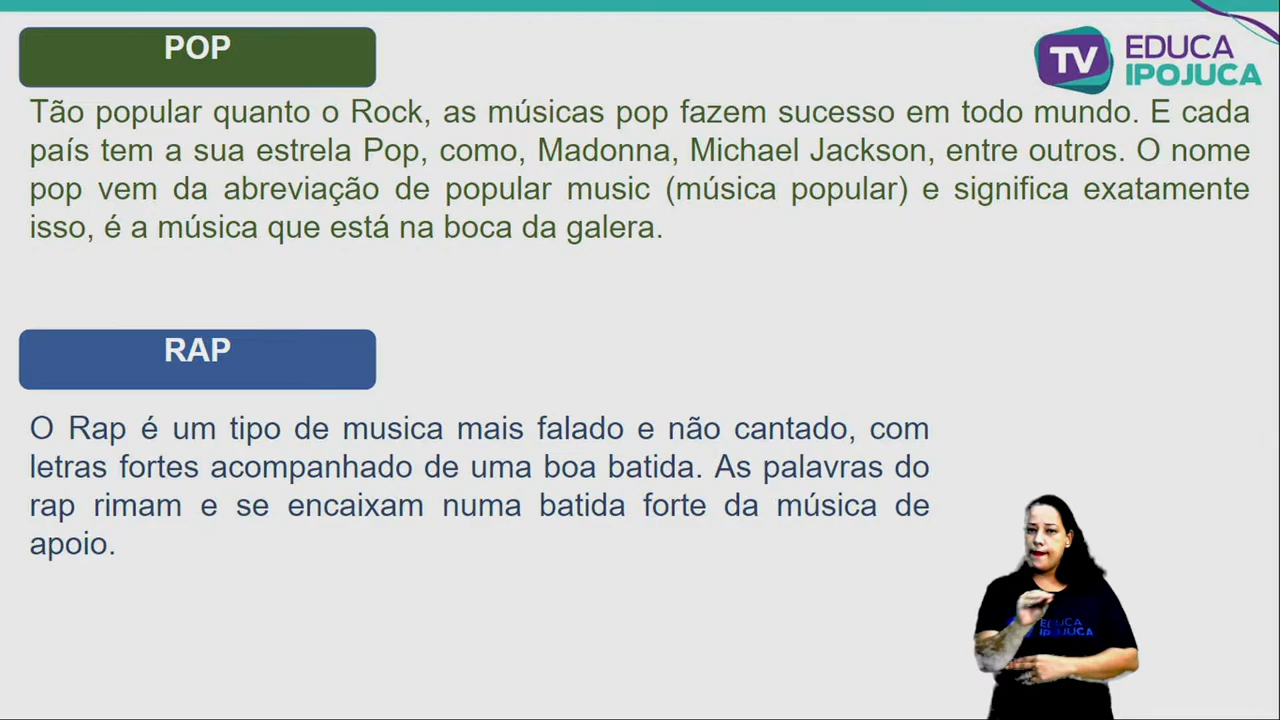 POP
TV EDUCA
IPOJUCA
Tão popular quanto o Rock, as músicas pop fazem sucesso em todo mundo. E cada
país tem a sua estrela Pop, como, Madonna, Michael Jackson, entre outros. O nome
pop vem da abreviação de popular music (música popular) e significa exatamente
isso, é a música que está na boca da galera.
RAP
O Rap é um tipo de musica mais falado e não cantado, com
letras fortes acompanhado de uma boa batida. As palavras do
rap rimam e se encaixam numa batida forte da música de
apoio.
EDUCA
IPOJUCA